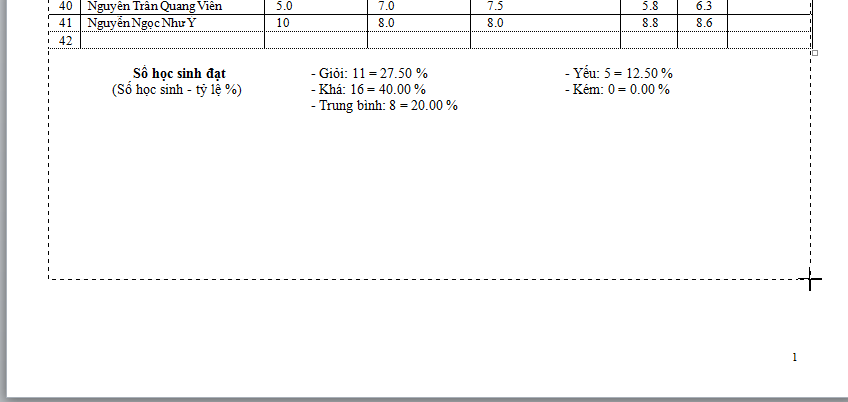 40 Nguyễn Trần Quang Viên 5.0 7.0 7.5 5.8 6.3
41 Nguyễn Ngọc Như Ý 10 8.0 8.0 8.8 8.6
42
Số học sinh đạt - Giỏi: 11 = 27.50 % - Yếu: 5 = 12.50 %
(Số học sinh - tỷ lệ %) - Khá: 16 = 40.00 % - Kém: 0 = 0.00 %
- Trung bình: 8 = 20.00 %
1